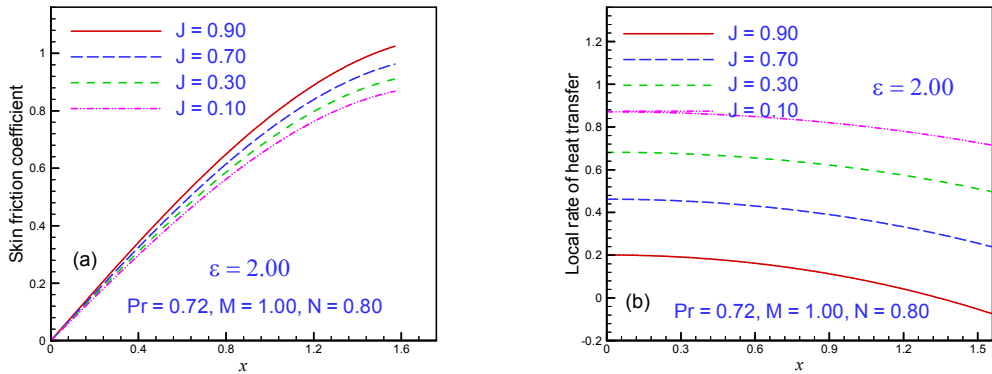 J = 0.90
J = 0.70
J = 0.30
J = 0.10
1
0.8
0.6
0.4
0.2
0
Skin friction coefficient
(a)
ε = 2.00
Pr = 0.72, M = 1.00, N = 0.80
0
0.4
0.8
1.2
1.6
x
J = 0.90
J = 0.70
J = 0.30
J = 0.10
ε = 2.00
1.2
1
0.8
0.6
0.4
0.2
0
-0.2
Local rate of heat transfer
(b)
Pr = 0.72, M = 1.00, N = 0.80
0
0.3
0.6
0.9
1.2
1.5
x